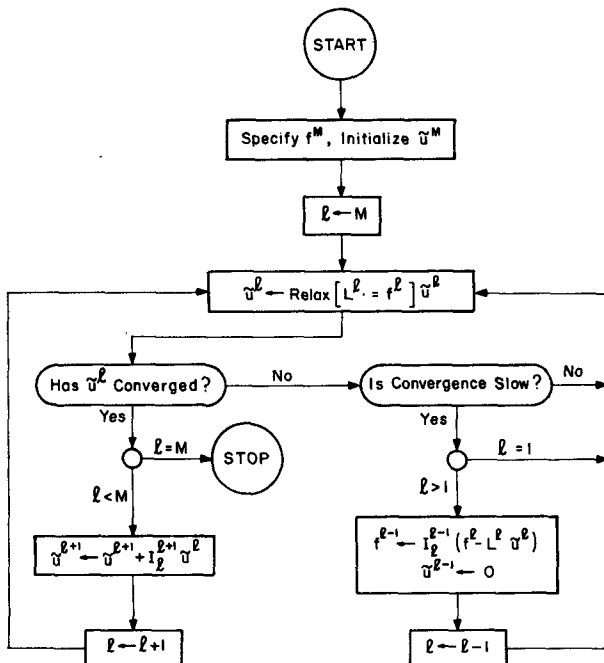 START
Specify f^M, Initialize ũ^M
ℓ ← M
ũ^ℓ ← Relax [L^ℓ · = f^ℓ] ũ^ℓ
Has ũ^ℓ Converged?
No
Is Convergence Slow?
No
Yes
Yes
ℓ = M
STOP
ℓ = 1
ℓ < M
ℓ > 1
ũ^{ℓ+1} ← ũ^{ℓ+1} + I_ℓ^{ℓ+1} ũ^ℓ
f^{ℓ-1} ← I_ℓ^{ℓ-1} (f^ℓ - L^ℓ ũ^ℓ)
ũ^{ℓ-1} ← 0
ℓ ← ℓ+1
ℓ ← ℓ-1